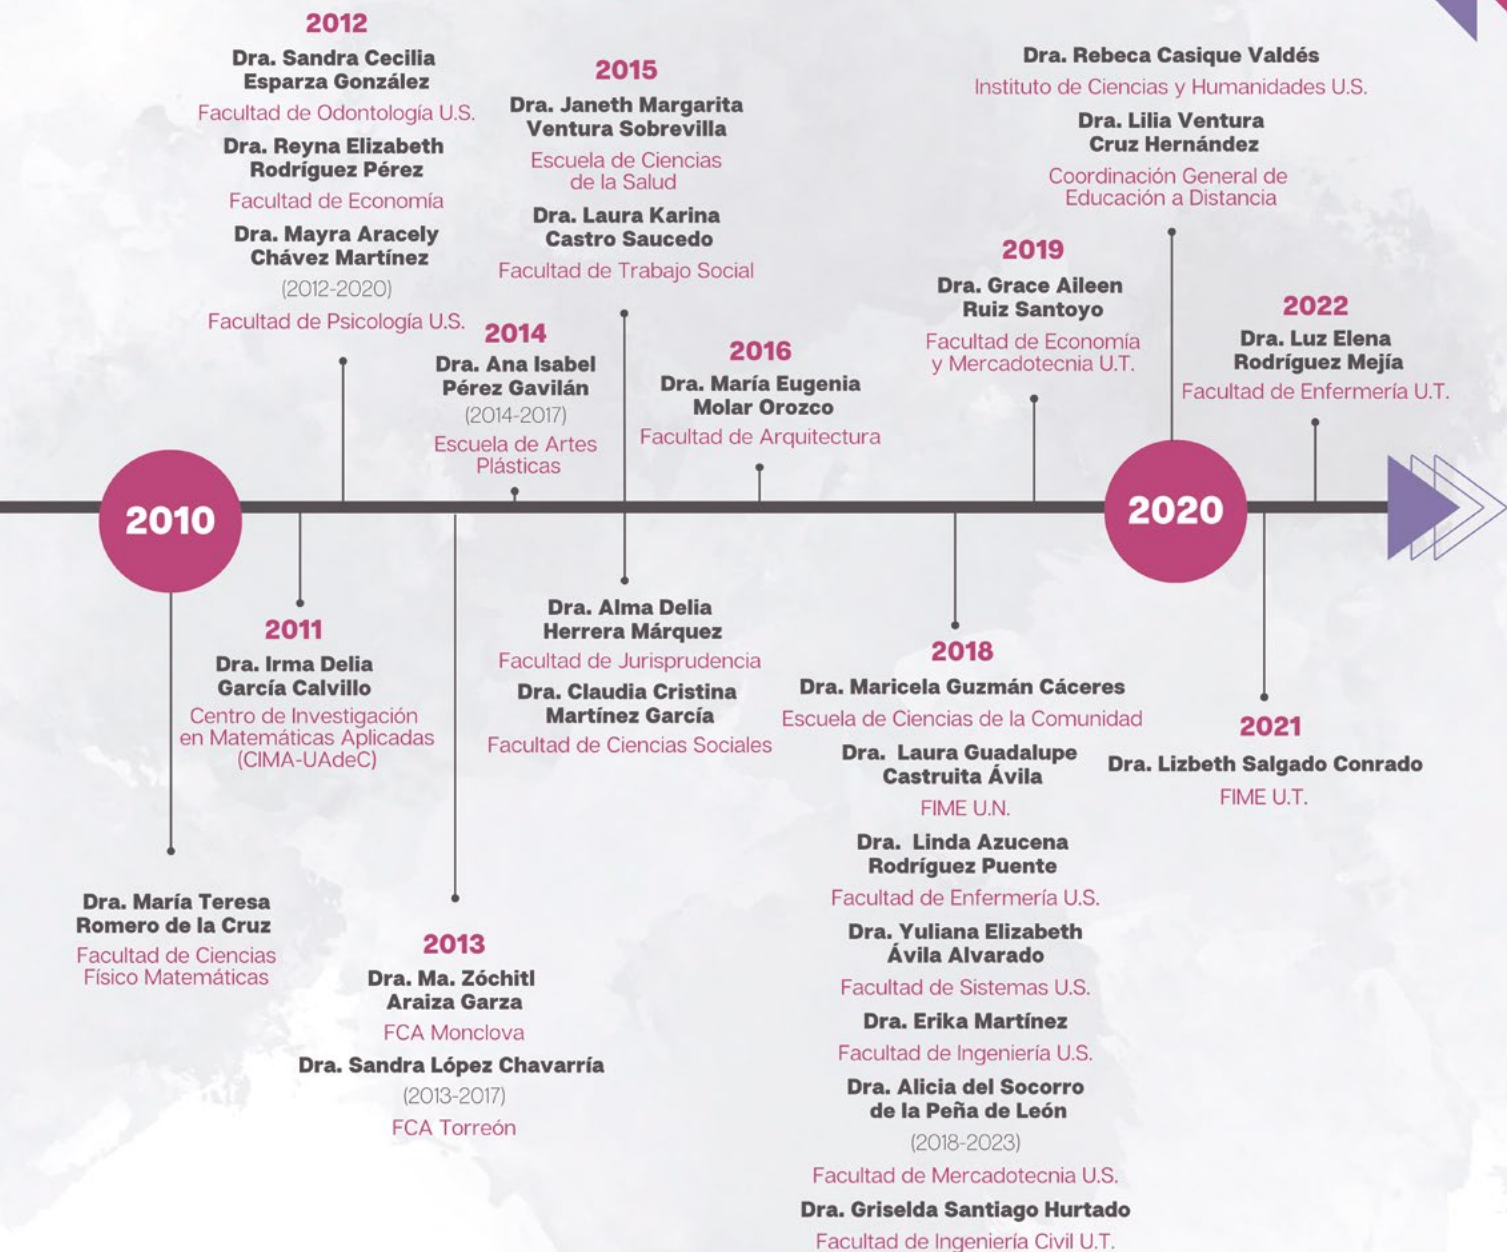 2012
Dra. Sandra Cecilia
Esparza González
Facultad de Odontología U.S.
Dra. Reyna Elizabeth
Rodríguez Pérez
Facultad de Economía
Dra. Mayra Aracely
Chávez Martínez
(2012-2020)
Facultad de Psicología U.S.
2014
Dra. Ana Isabel
Pérez Gavilán
(2014-2017)
Escuela de Artes
Plásticas
2015
Dra. Janeth Margarita
Ventura Sobrevilla
Escuela de Ciencias
de la Salud
Dra. Laura Karina
Castro Saucedo
Facultad de Trabajo Social
2016
Dra. María Eugenia
Molar Orozco
Facultad de Arquitectura
2019
Dra. Grace Aileen
Ruiz Santoyo
Facultad de Economía
y Mercadotecnia U.T.
Dra. Rebeca Casique Valdés
Instituto de Ciencias y Humanidades U.S.
Dra. Lilia Ventura
Cruz Hernández
Coordinación General de
Educación a Distancia
2022
Dra. Luz Elena
Rodríguez Mejía
Facultad de Enfermería U.T.
2010
2020
Dra. María Teresa
Romero de la Cruz
Facultad de Ciencias
Físico Matemáticas
2011
Dra. Irma Delia
García Calvillo
Centro de Investigación
en Matemáticas Aplicadas
(CIMA-UAdeC)
2013
Dra. Ma. Zóchitl
Araiza Garza
FCA Monclova
Dra. Sandra López Chavarría
(2013-2017)
FCA Torreón
Dra. Alma Delia
Herrera Márquez
Facultad de Jurisprudencia
Dra. Claudia Cristina
Martínez García
Facultad de Ciencias Sociales
2018
Dra. Maricela Guzmán Cáceres
Escuela de Ciencias de la Comunidad
Dra. Laura Guadalupe
Castruita Ávila
FIME U.N.
Dra. Linda Azucena
Rodríguez Puente
Facultad de Enfermería U.S.
Dra. Yuliana Elizabeth
Ávila Alvarado
Facultad de Sistemas U.S.
Dra. Erika Martínez
Facultad de Ingeniería U.S.
Dra. Alicia del Socorro
de la Peña de León
(2018-2023)
Facultad de Mercadotecnia U.S.
Dra. Griselda Santiago Hurtado
Facultad de Ingeniería Civil U.T.
2021
Dra. Lizbeth Salgado Conrado
FIME U.T.